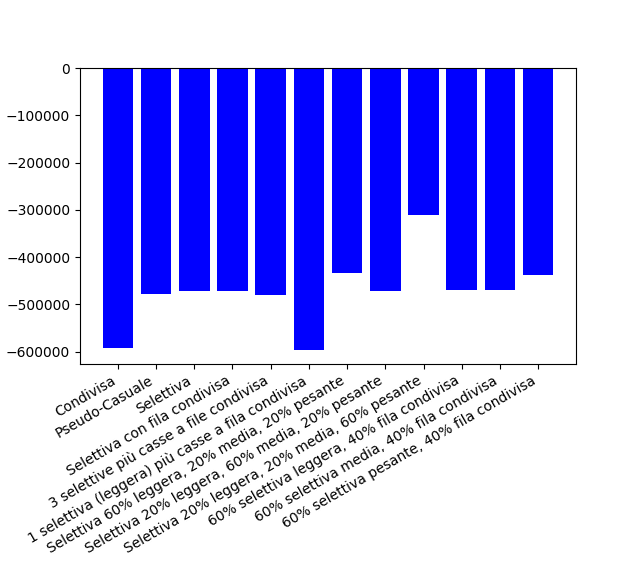 0
−100000
−200000
−300000
−400000
−500000
−600000
Condivisa
Pseudo-Casuale
Selettiva
Selettiva con fila condivisa
3 selettive più casse a file condivisa
1 selettiva (leggera) più casse a fila condivisa
Selettiva 60% leggera, 20% media, 20% pesante
Selettiva 20% leggera, 60% media, 20% pesante
Selettiva 20% leggera, 20% media, 60% pesante
60% selettiva leggera, 40% fila condivisa
60% selettiva media, 40% fila condivisa
60% selettiva pesante, 40% fila condivisa